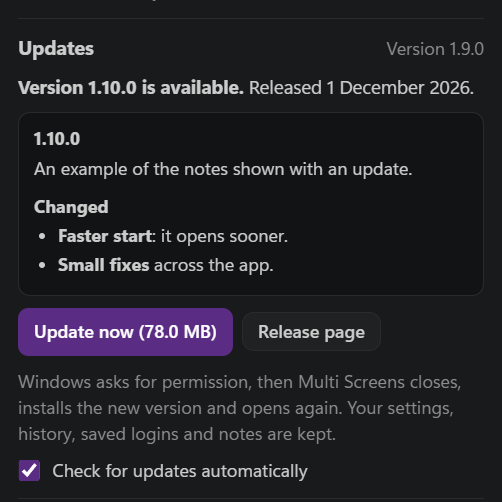 Updates
Version 1.9.0
Version 1.10.0 is available. Released 1 December 2026.
1.10.0
An example of the notes shown with an update.
Changed
• Faster start: it opens sooner.
• Small fixes across the app.
Update now (78.0 MB)
Release page
Windows asks for permission, then Multi Screens closes,
installs the new version and opens again. Your settings,
history, saved logins and notes are kept.
Check for updates automatically